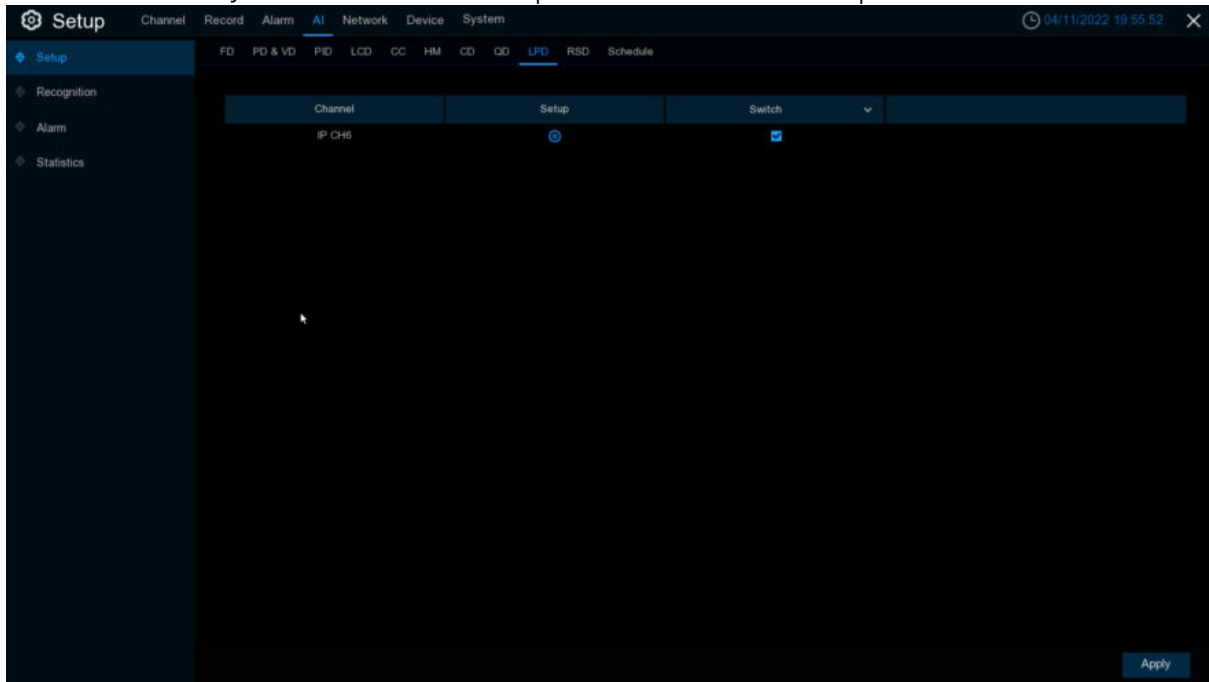 Setup Channel Record Alarm AI Network Device System 04/11/2022 19:55:52
Setup FD PD & VD PID LCD CC HM CD QD LPD RSD Schedule
Recognition
Channel Setup Switch
Alarm
IP CH6
Statistics
Apply